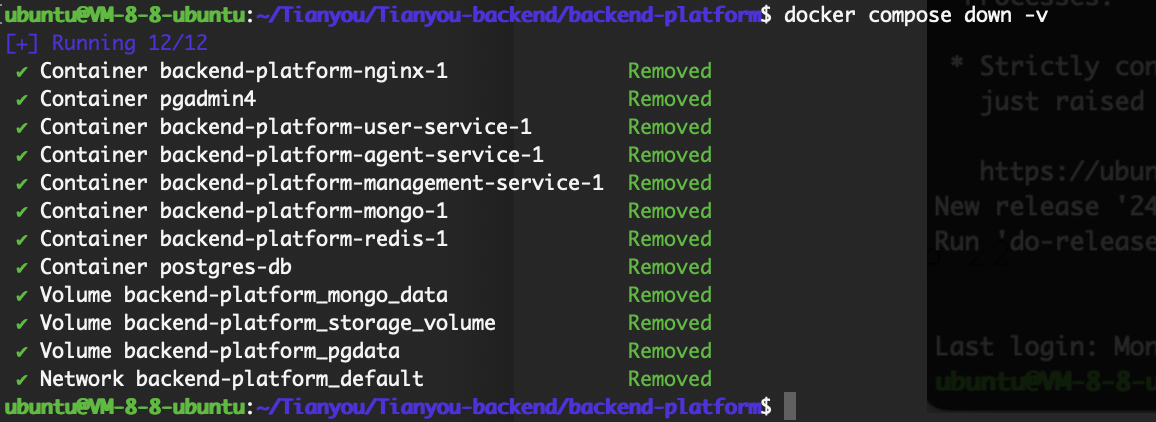 ubuntu@VM-8-8-ubuntu:~/Tianyou/Tianyou-backend/backend-platform$ docker compose down -v
[+] Running 12/12
✔ Container backend-platform-nginx-1 Removed
✔ Container pgadmin4 Removed
✔ Container backend-platform-user-service-1 Removed
✔ Container backend-platform-agent-service-1 Removed
✔ Container backend-platform-management-service-1 Removed
✔ Container backend-platform-mongo-1 Removed
✔ Container backend-platform-redis-1 Removed
✔ Container postgres-db Removed
✔ Volume backend-platform_mongo_data Removed
✔ Volume backend-platform_storage_volume Removed
✔ Volume backend-platform_pgdata Removed
✔ Network backend-platform_default Removed
ubuntu@VM-8-8-ubuntu:~/Tianyou/Tianyou-backend/backend-platform$
Processes:
* Strictly con
just raised
https://ubun
New release '24
Run 'do-release
Last login: Mon
ubuntu@VM-8-8-u